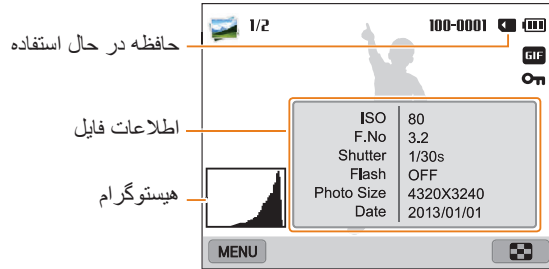 1/2 100-0001
حافظه در حال استفاده
GIF
اطلاعات فایل
ISO 80
F.No 3.2
Shutter 1/30s
Flash OFF
Photo Size 4320X3240
Date 2013/01/01
هیستوگرام
MENU